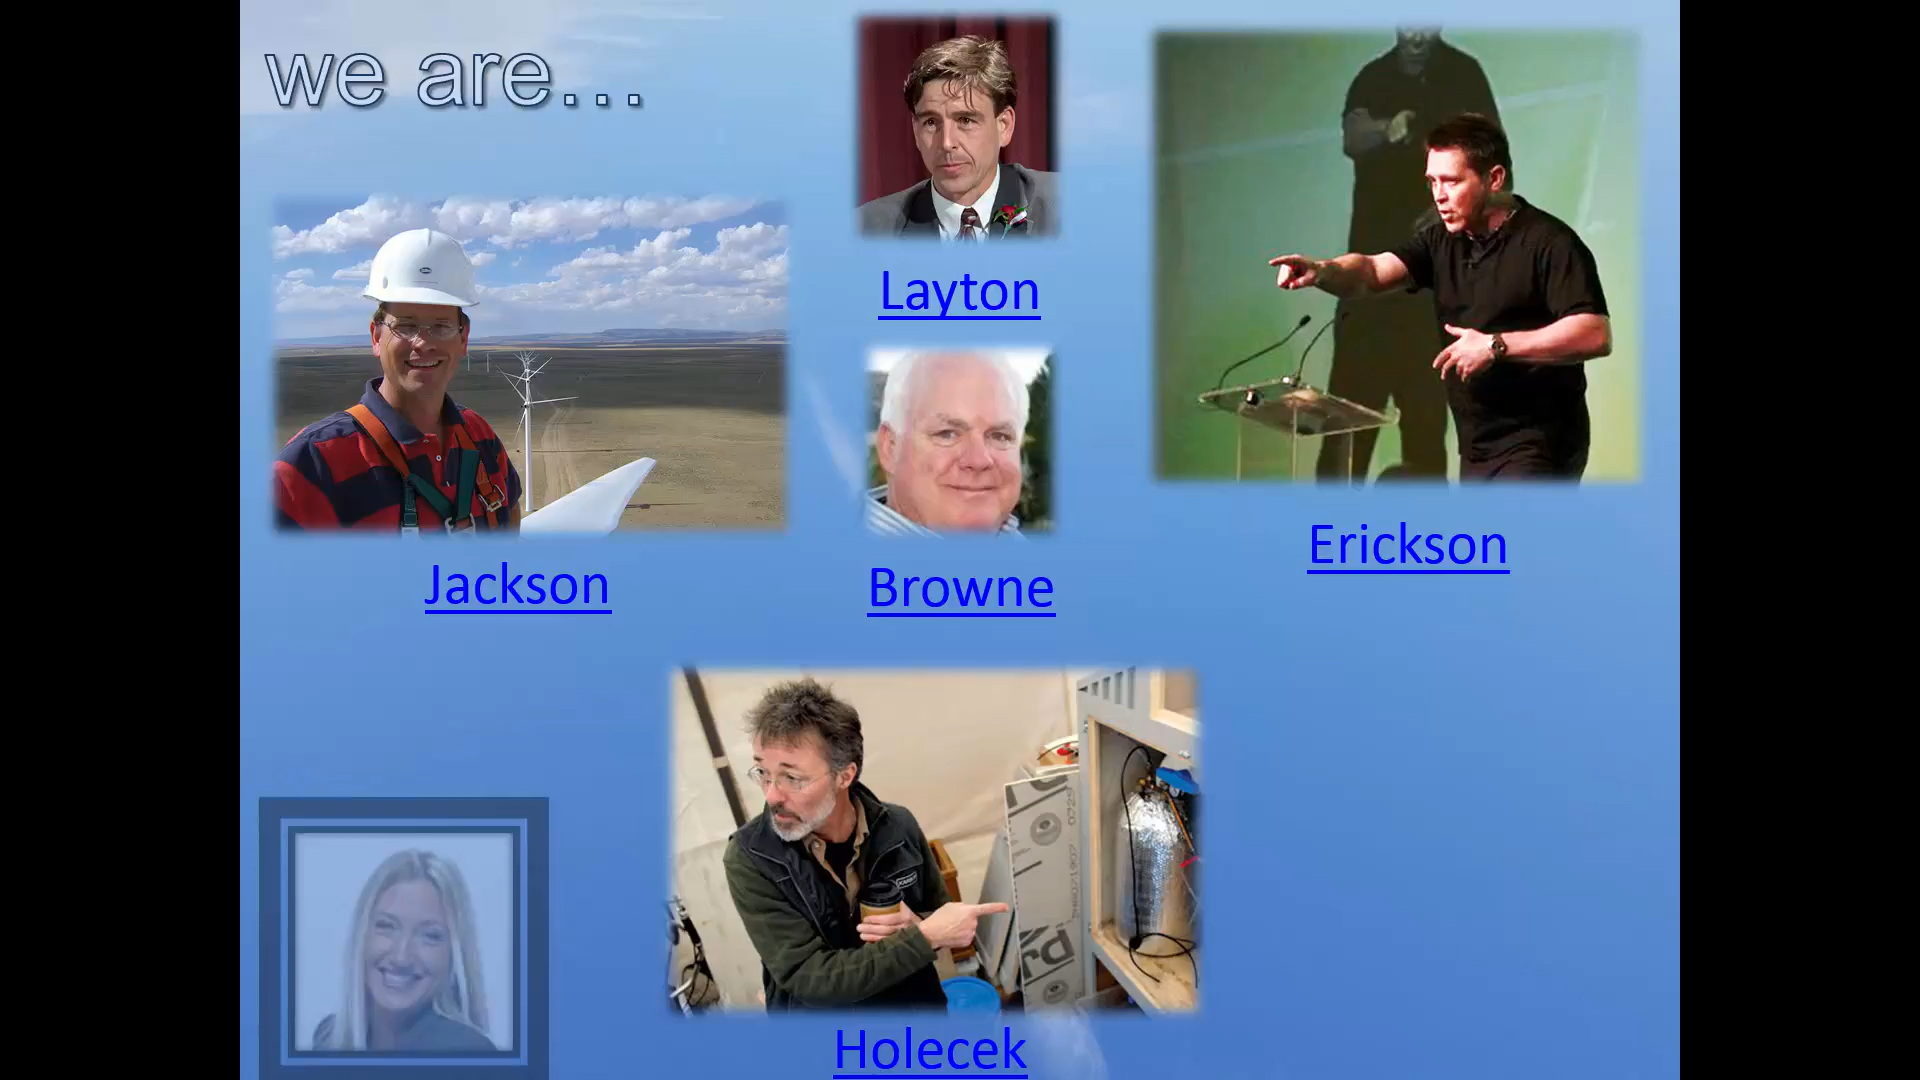 we are...
Layton
Jackson
Browne
Erickson
Holecek